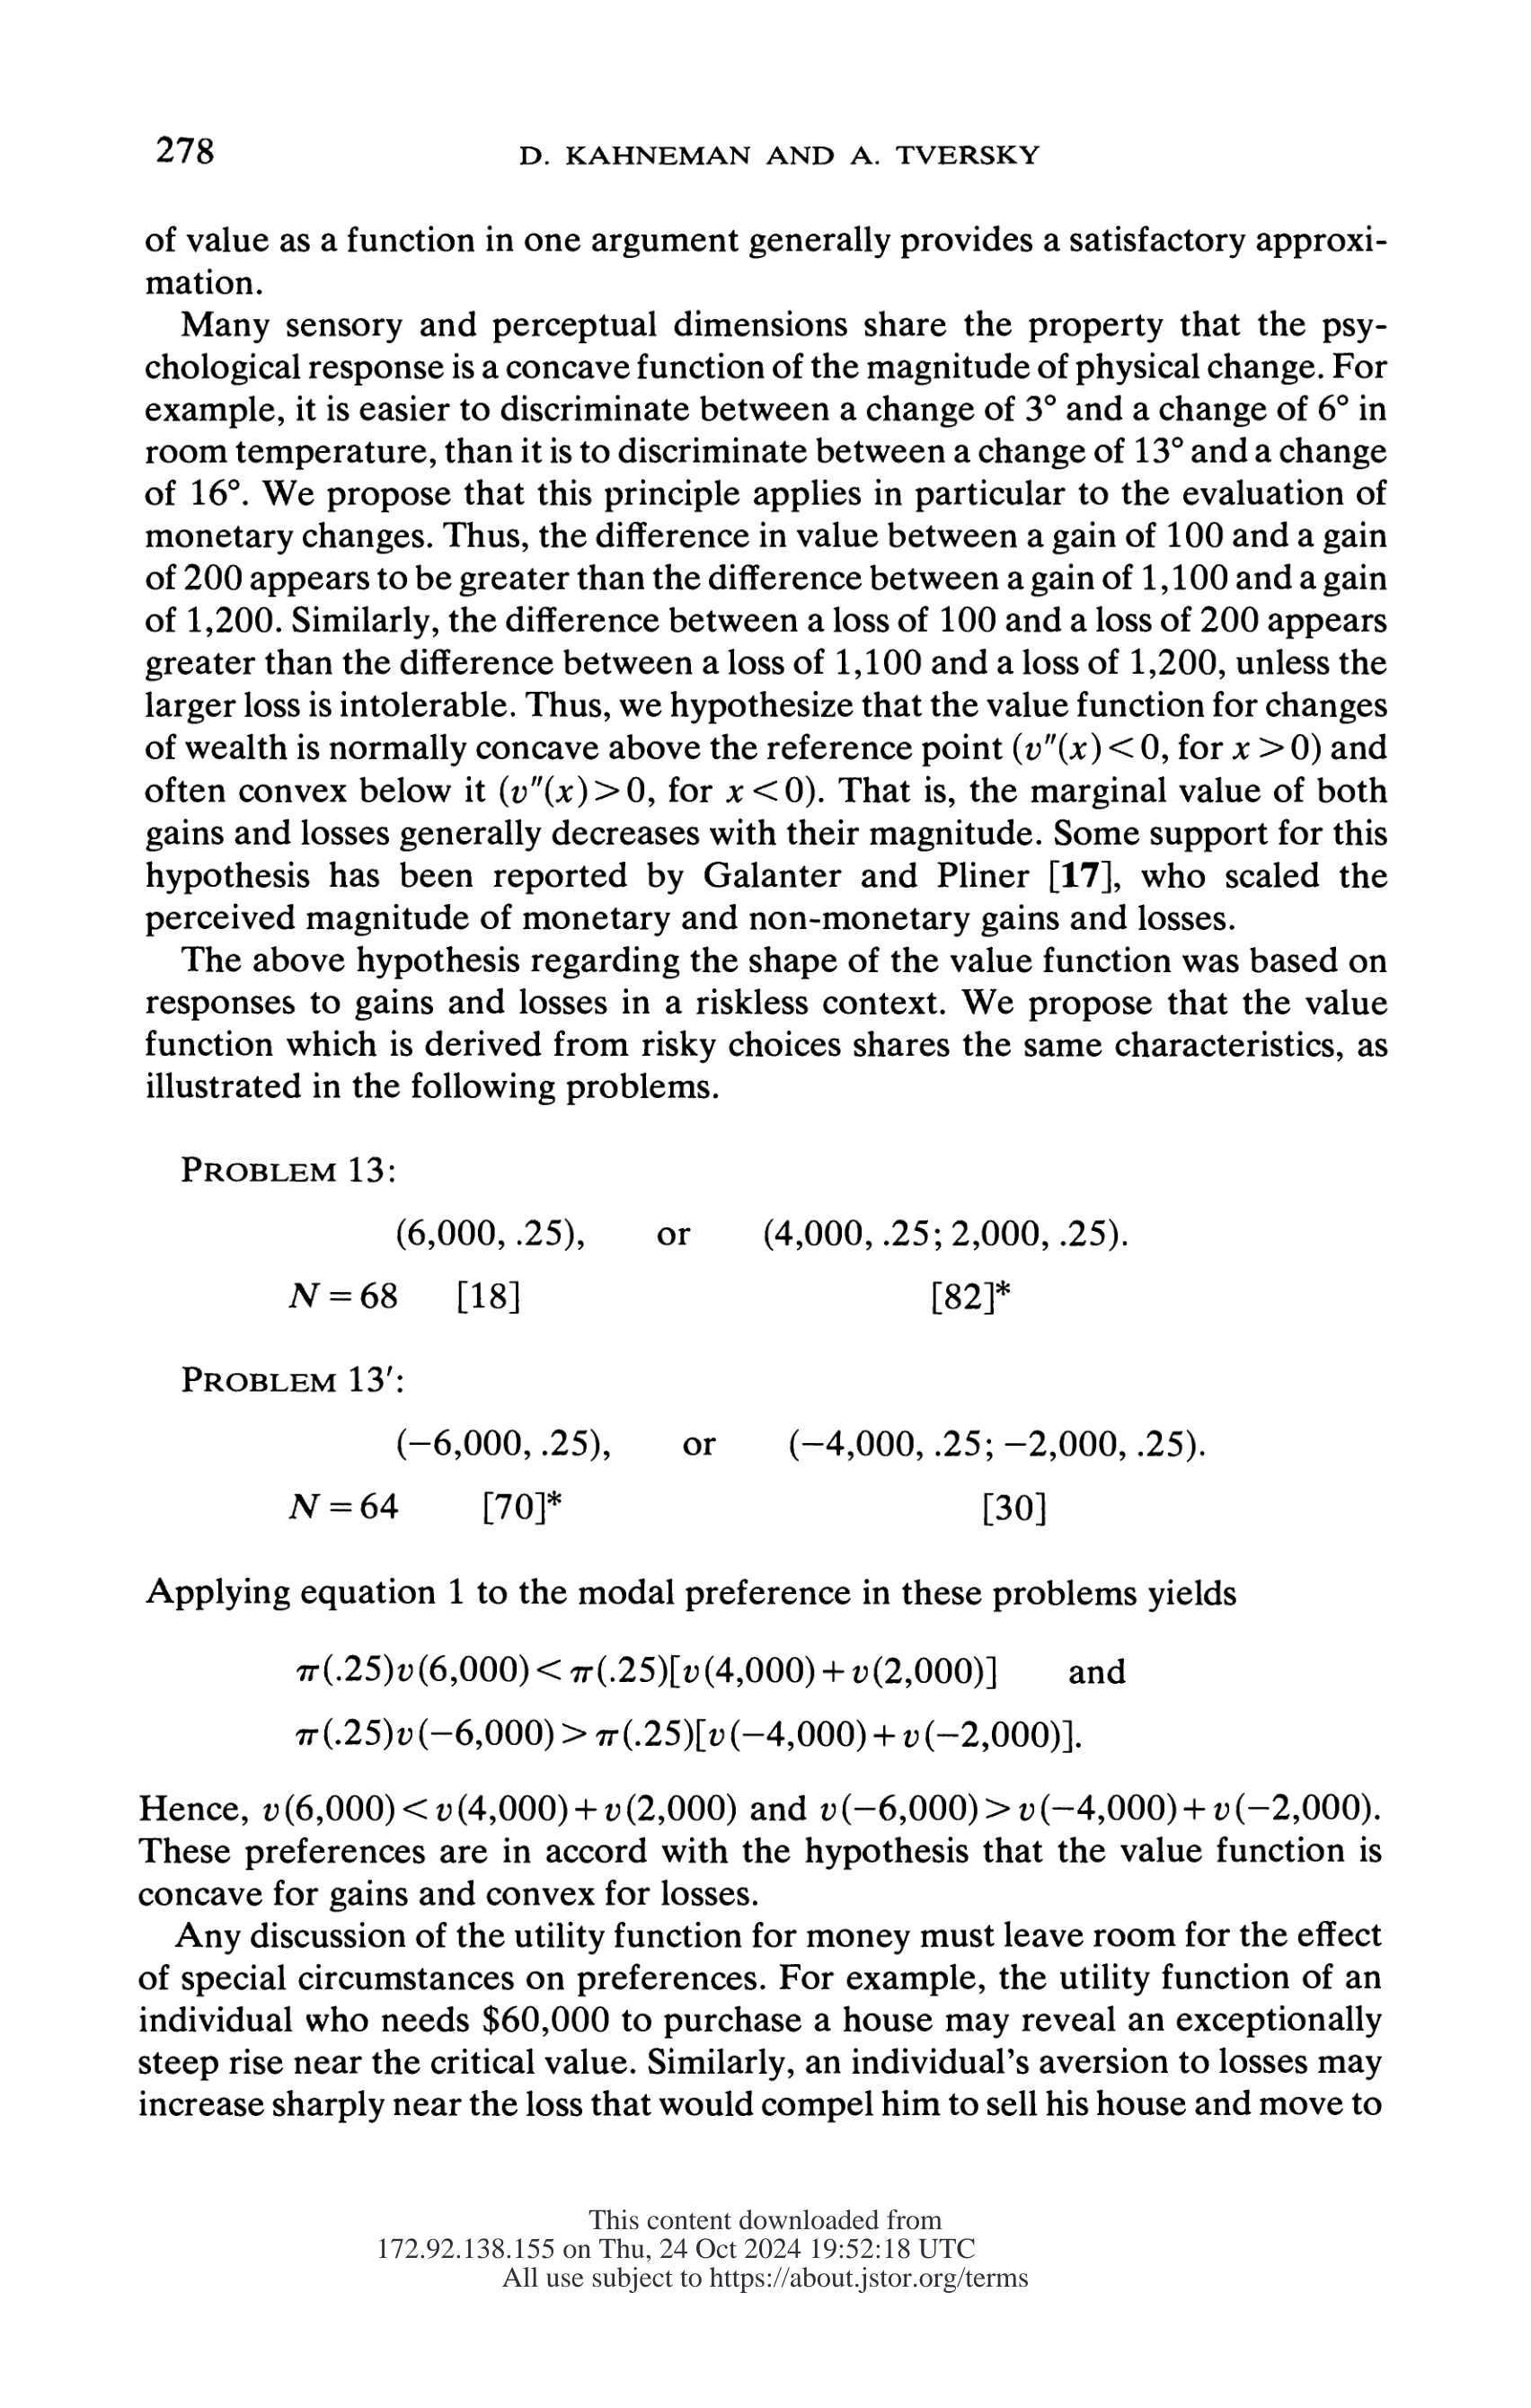 278 D. KAHNEMAN AND A. TVERSKY
of value as a function in one argument generally provides a satisfactory approxi-
mation.
Many sensory and perceptual dimensions share the property that the psy-
chological response is a concave function of the magnitude of physical change. For
example, it is easier to discriminate between a change of 3° and a change of 6° in
room temperature, than it is to discriminate between a change of 13° and a change
of 16°. We propose that this principle applies in particular to the evaluation of
monetary changes. Thus, the difference in value between a gain of 100 and a gain
of 200 appears to be greater than the difference between a gain of 1,100 and a gain
of 1,200. Similarly, the difference between a loss of 100 and a loss of 200 appears
greater than the difference between a loss of 1,100 and a loss of 1,200, unless the
larger loss is intolerable. Thus, we hypothesize that the value function for changes
of wealth is normally concave above the reference point (v″(x)<0, for x>0) and
often convex below it (v″(x)>0, for x<0). That is, the marginal value of both
gains and losses generally decreases with their magnitude. Some support for this
hypothesis has been reported by Galanter and Pliner [17], who scaled the
perceived magnitude of monetary and non-monetary gains and losses.
The above hypothesis regarding the shape of the value function was based on
responses to gains and losses in a riskless context. We propose that the value
function which is derived from risky choices shares the same characteristics, as
illustrated in the following problems.
PROBLEM 13:
(6,000, .25), or (4,000, .25; 2,000, .25).
N=68 [18] [82]*
PROBLEM 13′:
(−6,000, .25), or (−4,000, .25; −2,000, .25).
N=64 [70]* [30]
Applying equation 1 to the modal preference in these problems yields
π(.25)v(6,000)<π(.25)[v(4,000)+v(2,000)] and
π(.25)v(−6,000)>π(.25)[v(−4,000)+v(−2,000)].
Hence, v(6,000)<v(4,000)+v(2,000) and v(−6,000)>v(−4,000)+v(−2,000).
These preferences are in accord with the hypothesis that the value function is
concave for gains and convex for losses.
Any discussion of the utility function for money must leave room for the effect
of special circumstances on preferences. For example, the utility function of an
individual who needs $60,000 to purchase a house may reveal an exceptionally
steep rise near the critical value. Similarly, an individual's aversion to losses may
increase sharply near the loss that would compel him to sell his house and move to
This content downloaded from
172.92.138.155 on Thu, 24 Oct 2024 19:52:18 UTC
All use subject to https://about.jstor.org/terms